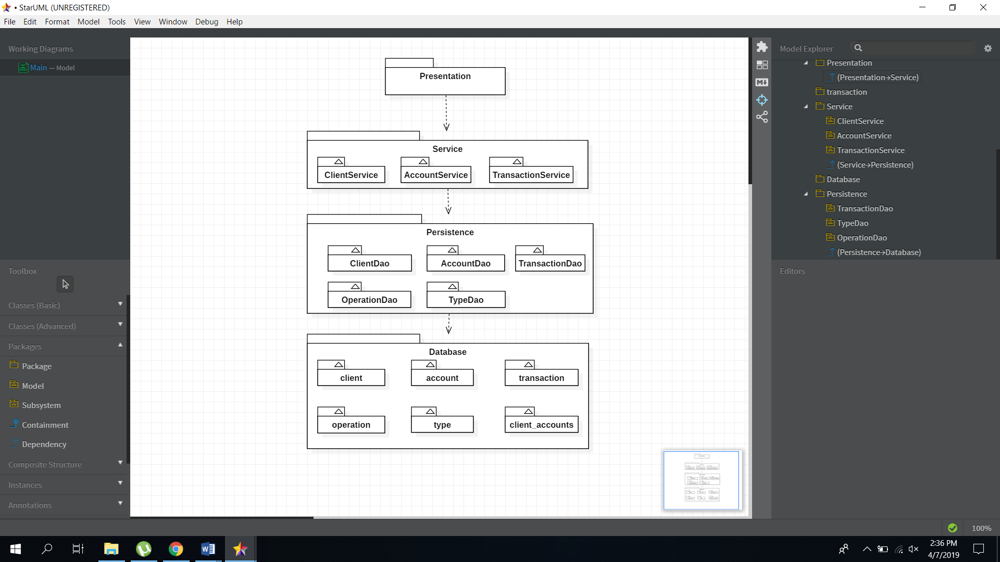 • StarUML (UNREGISTERED)
File Edit Format Model Tools View Window Debug Help
Working Diagrams
Main — Model
Toolbox
Classes (Basic)
Classes (Advanced)
Packages
Package
Model
Subsystem
Containment
Dependency
Composite Structure
Instances
Annotations
Presentation
Service
ClientService AccountService TransactionService
Persistence
ClientDao AccountDao TransactionDao
OperationDao TypeDao
Database
client account transaction
operation type client_accounts
Model Explorer
Presentation
(Presentation→Service)
transaction
Service
ClientService
AccountService
TransactionService
(Service→Persistence)
Database
Persistence
TransactionDao
TypeDao
OperationDao
(Persistence→Database)
Editors
100%
2:36 PM
4/7/2019